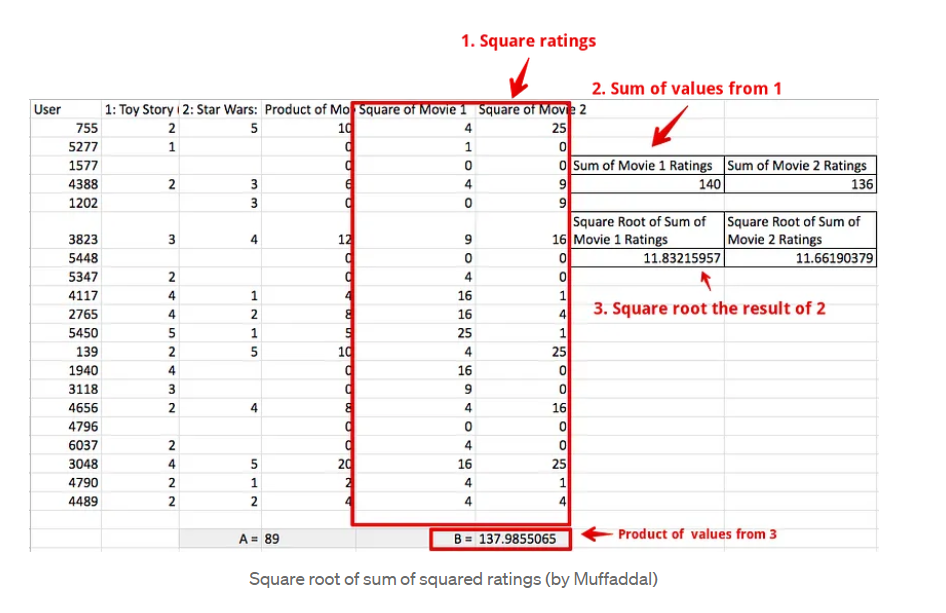 1. Square ratings
2. Sum of values from 1
User 1: Toy Story ( 2: Star Wars: Product of Mo Square of Movie 1 Square of Movie 2
755 2 5 10 4 25
5277 1 0 1 0
1577 0 0 0 Sum of Movie 1 Ratings Sum of Movie 2 Ratings
4388 2 3 6 4 9 140 136
1202 3 0 0 9
Square Root of Sum of Square Root of Sum of
3823 3 4 12 9 16 Movie 1 Ratings Movie 2 Ratings
5448 0 0 0 11.83215957 11.66190379
5347 2 0 4 0
4117 4 1 4 16 1
3. Square root the result of 2
2765 4 2 8 16 4
5450 5 1 5 25 1
139 2 5 10 4 25
1940 4 0 16 0
3118 3 0 9 0
4656 2 4 8 4 16
4796 0 0 0
6037 2 0 4 0
3048 4 5 20 16 25
4790 2 1 2 4 1
4489 2 2 4 4 4
A = 89 B = 137.9855065 Product of values from 3
Square root of sum of squared ratings (by Muffaddal)